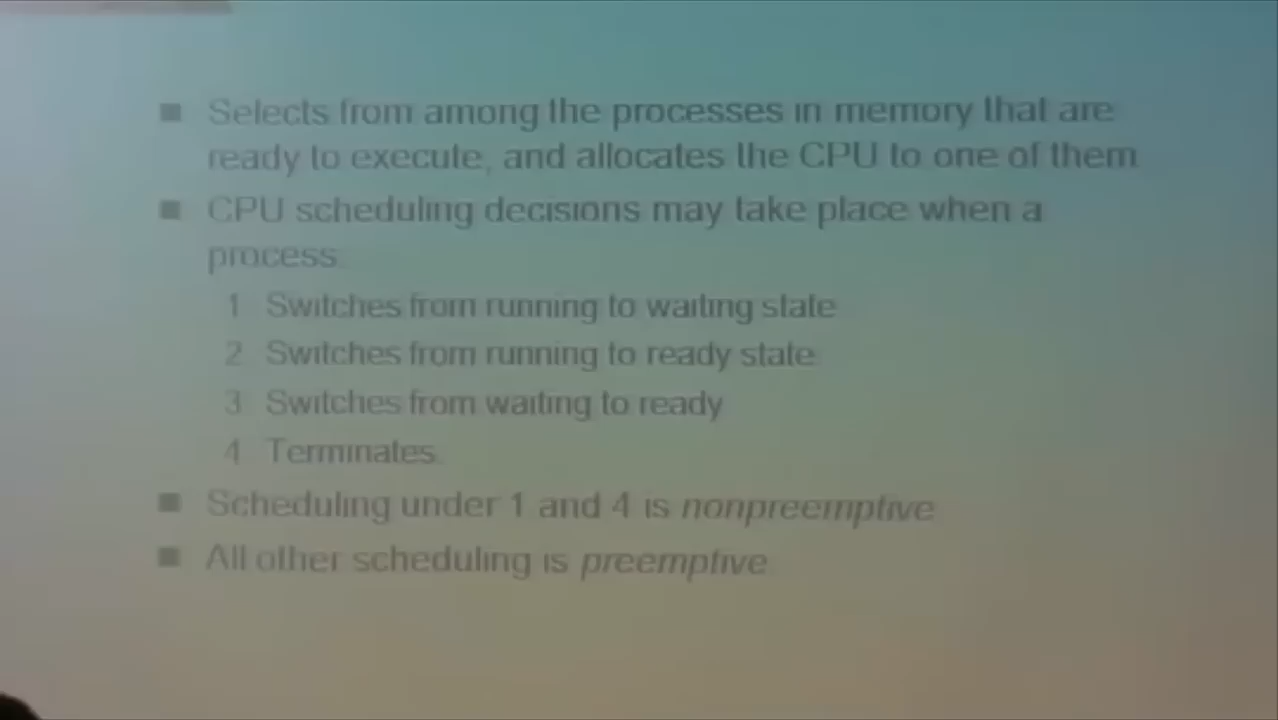 ■ Selects from among the processes in memory that are
ready to execute, and allocates the CPU to one of them
■ CPU scheduling decisions may take place when a
process:
1 Switches from running to waiting state
2 Switches from running to ready state
3 Switches from waiting to ready
4 Terminates
■ Scheduling under 1 and 4 is nonpreemptive
■ All other scheduling is preemptive